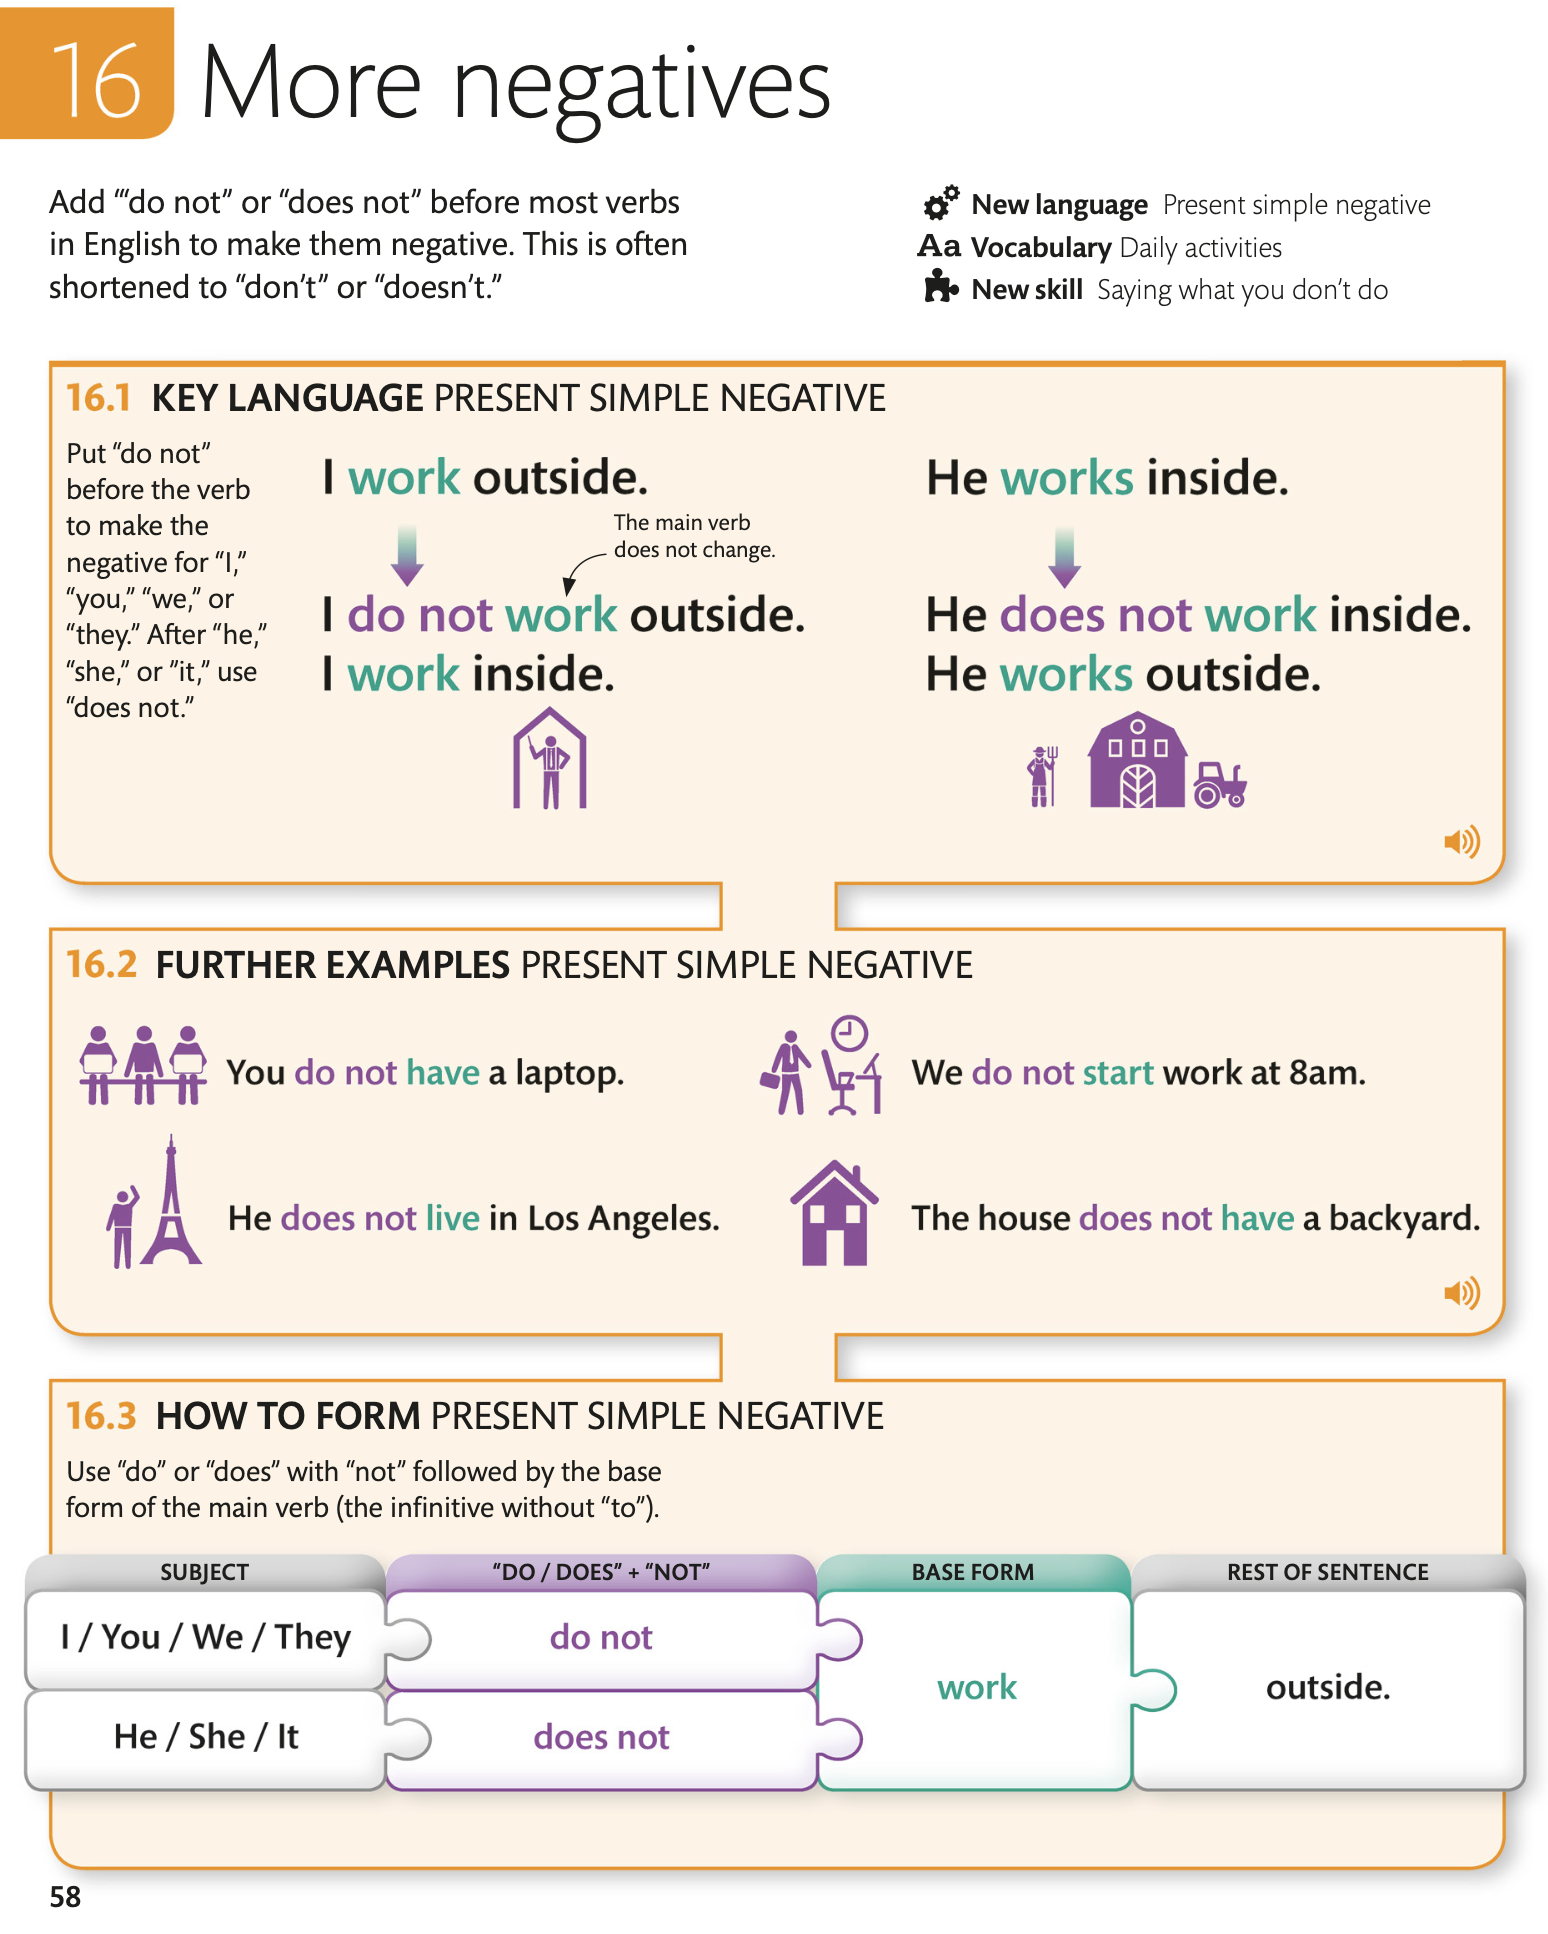 16 More negatives
Add “‘do not” or “does not” before most verbs
in English to make them negative. This is often
shortened to “don’t” or “doesn’t.”
New language Present simple negative
Aa Vocabulary Daily activities
New skill Saying what you don’t do
16.1 KEY LANGUAGE PRESENT SIMPLE NEGATIVE
Put “do not”
before the verb
to make the
negative for “I,”
“you,” “we,” or
“they.” After “he,”
“she,” or “it,” use
“does not.”
I work outside.
The main verb
does not change.
I do not work outside.
I work inside.
He works inside.
He does not work inside.
He works outside.
16.2 FURTHER EXAMPLES PRESENT SIMPLE NEGATIVE
You do not have a laptop.
We do not start work at 8am.
He does not live in Los Angeles.
The house does not have a backyard.
16.3 HOW TO FORM PRESENT SIMPLE NEGATIVE
Use “do” or “does” with “not” followed by the base
form of the main verb (the infinitive without “to”).
SUBJECT
“DO / DOES” + “NOT”
BASE FORM
REST OF SENTENCE
I / You / We / They
do not
He / She / It
does not
work
outside.
58